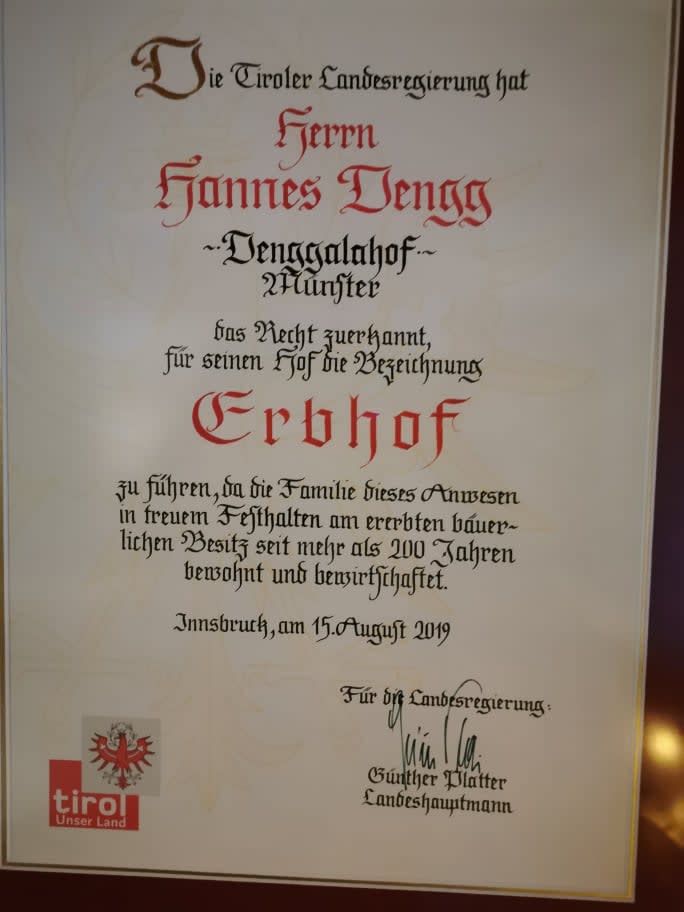 Die Tiroler Landesregierung hat
Herrn
Hannes Dengg
~Denggalahof~
Münster
das Recht zuerkannt,
für seinen Hof die Bezeichnung
Erbhof
zu führen, da die Familie dieses Anwesen
in treuem Festhalten am ererbten bäuer-
lichen Besitz seit mehr als 200 Jahren
bewohnt und bewirtschaftet.
Innsbruck, am 15. August 2019
Für die Landesregierung:
Günther Platter
Landeshauptmann
tirol
Unser Land